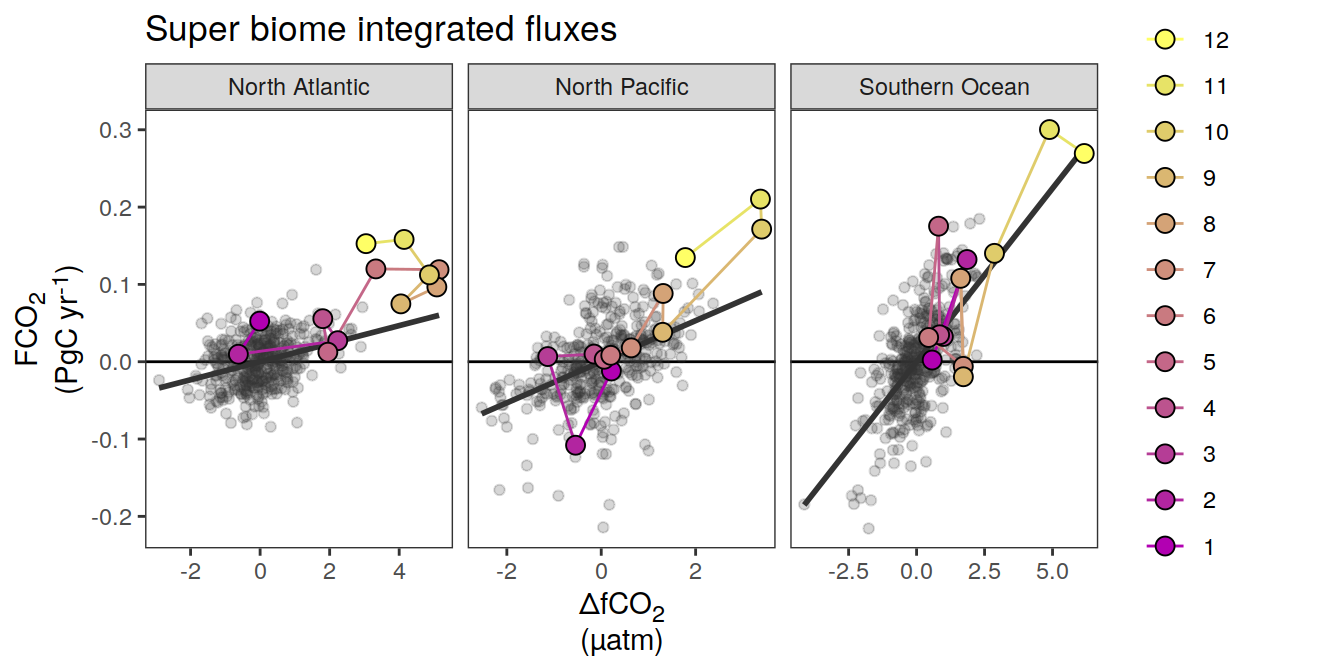 Super biome integrated fluxes
North Atlantic
North Pacific
Southern Ocean
FCO₂
(PgC yr⁻¹)
0.3
0.2
0.1
0.0
-0.1
-0.2
-2 0 2 4
-2 0 2
-2.5 0.0 2.5 5.0
ΔfCO₂
(µatm)
12
11
10
9
8
7
6
5
4
3
2
1